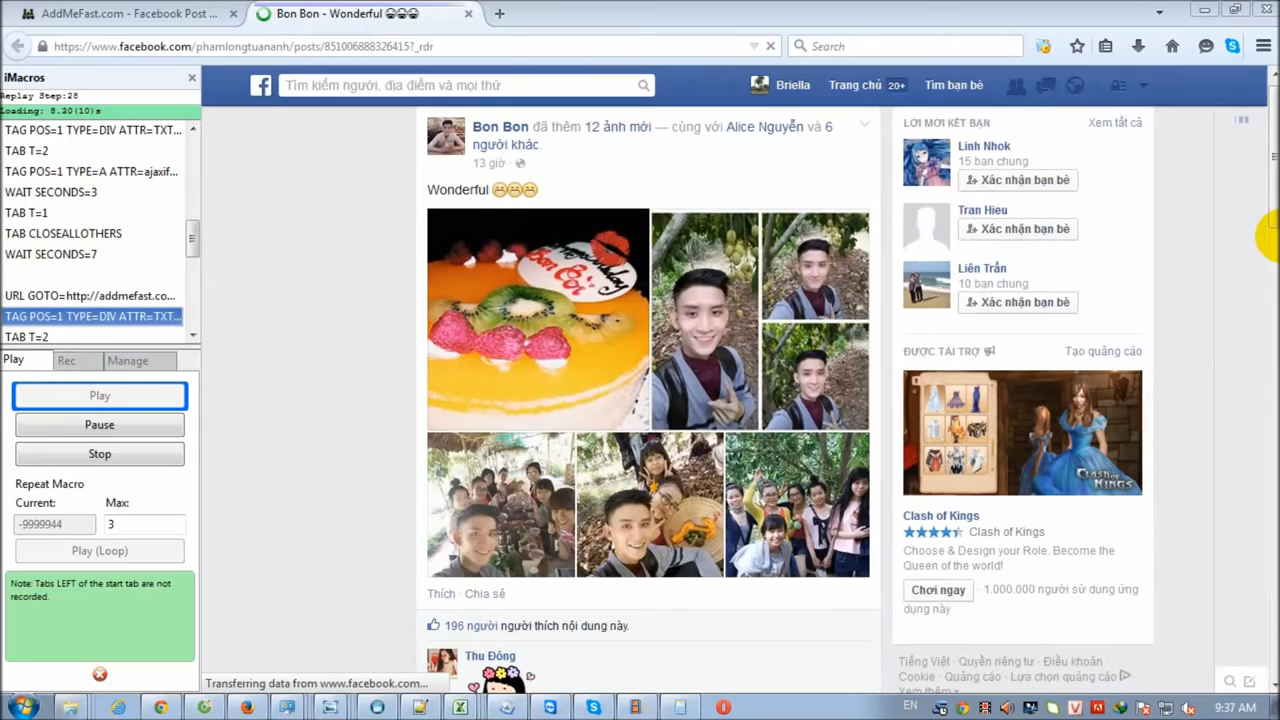 AddMeFast.com - Facebook Post ...
Bon Bon - Wonderful 😁😁😁
https://www.facebook.com/phamlongtuananh/posts/851006888326415?_rdr
Search
iMacros
Replay Step:28
Loading: 8.20(10)s
TAG POS=1 TYPE=DIV ATTR=TXT...
TAB T=2
TAG POS=1 TYPE=A ATTR=ajaxif...
WAIT SECONDS=3
TAB T=1
TAB CLOSEALLOTHERS
WAIT SECONDS=7
URL GOTO=http://addmefast.co...
TAG POS=1 TYPE=DIV ATTR=TXT...
TAB T=2
Play
Rec
Manage
Play
Pause
Stop
Repeat Macro
Current:
Max:
-9999944
3
Play (Loop)
Note: Tabs LEFT of the start tab are not
recorded.
Tìm kiếm người, địa điểm và mọi thứ
Briella
Trang chủ 20+
Tìm bạn bè
Bon Bon đã thêm 12 ảnh mới — cùng với Alice Nguyễn và 6
người khác.
13 giờ ·
Wonderful 😁😁😁
Bon Bôi
Thích · Chia sẻ
196 người người thích nội dung này.
Thu Đông
LỜI MỜI KẾT BẠN
Xem tất cả
Linh Nhok
15 bạn chung
Xác nhận bạn bè
Tran Hieu
Xác nhận bạn bè
Liên Trần
10 bạn chung
Xác nhận bạn bè
ĐƯỢC TÀI TRỢ
Tạo quảng cáo
CLASH OF
KINGS
Clash of Kings
Clash of Kings
Choose & Design your Role. Become the
Queen of the world!
Chơi ngay
· 1.000.000 người sử dụng ứng
dụng này
Tiếng Việt · Quyền riêng tư · Điều khoản ·
Cookie · Quảng cáo · Lựa chọn quảng cáo
Xem thêm
Transferring data from www.facebook.com...
EN
9:37 AM